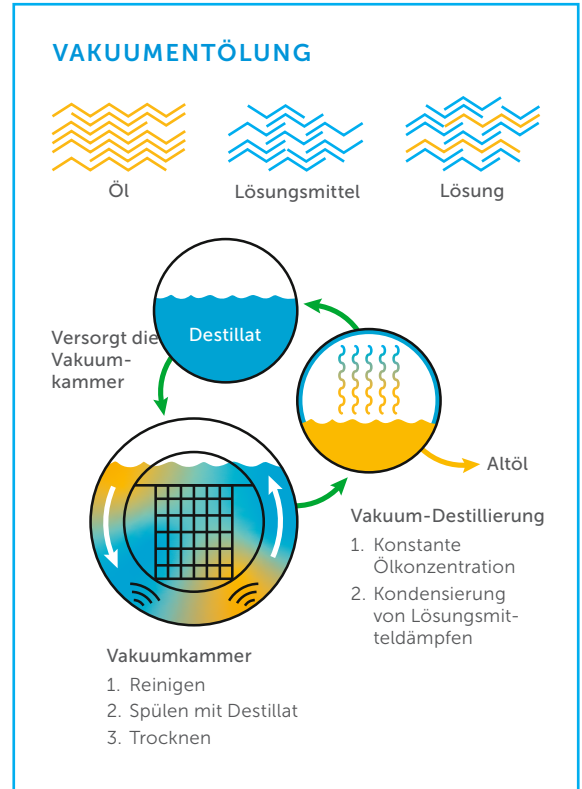 VAKUUMENTÖLUNG
Öl
Lösungsmittel
Lösung
Destillat
Versorgt die
Vakuum-
kammer
Altöl
Vakuum-Destillierung
1. Konstante
Ölkonzentration
2. Kondensierung
von Lösungsmit-
teldämpfen
Vakuumkammer
1. Reinigen
2. Spülen mit Destillat
3. Trocknen